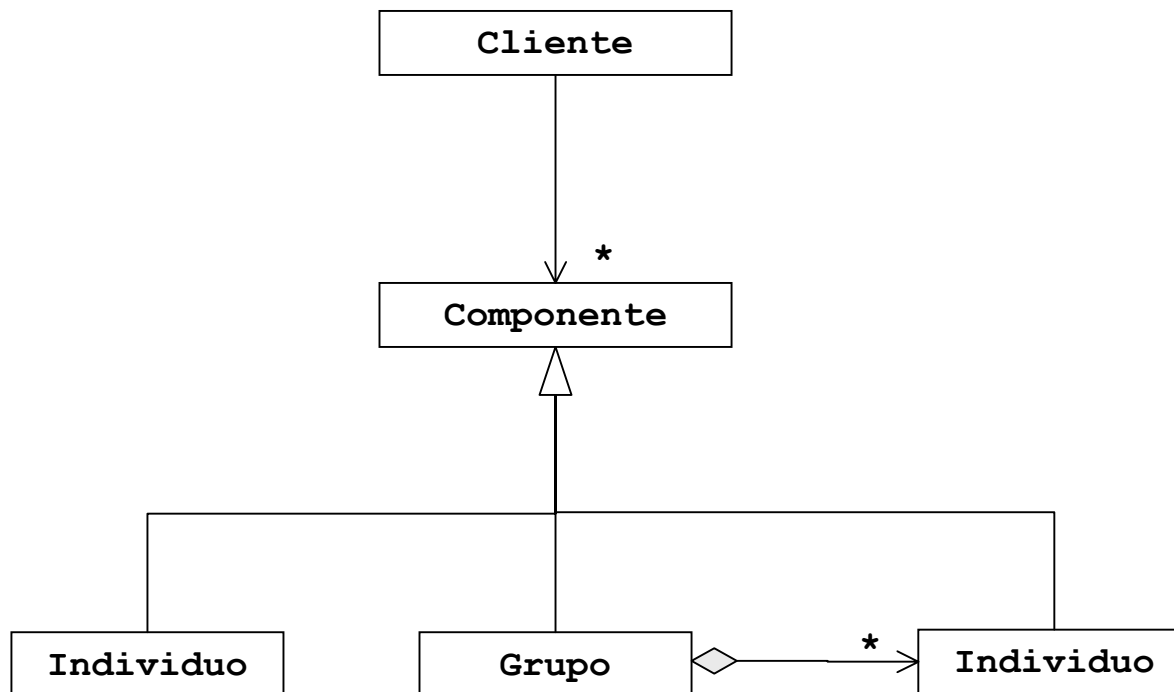 Cliente
*
Componente
Individuo
Grupo
*
Individuo